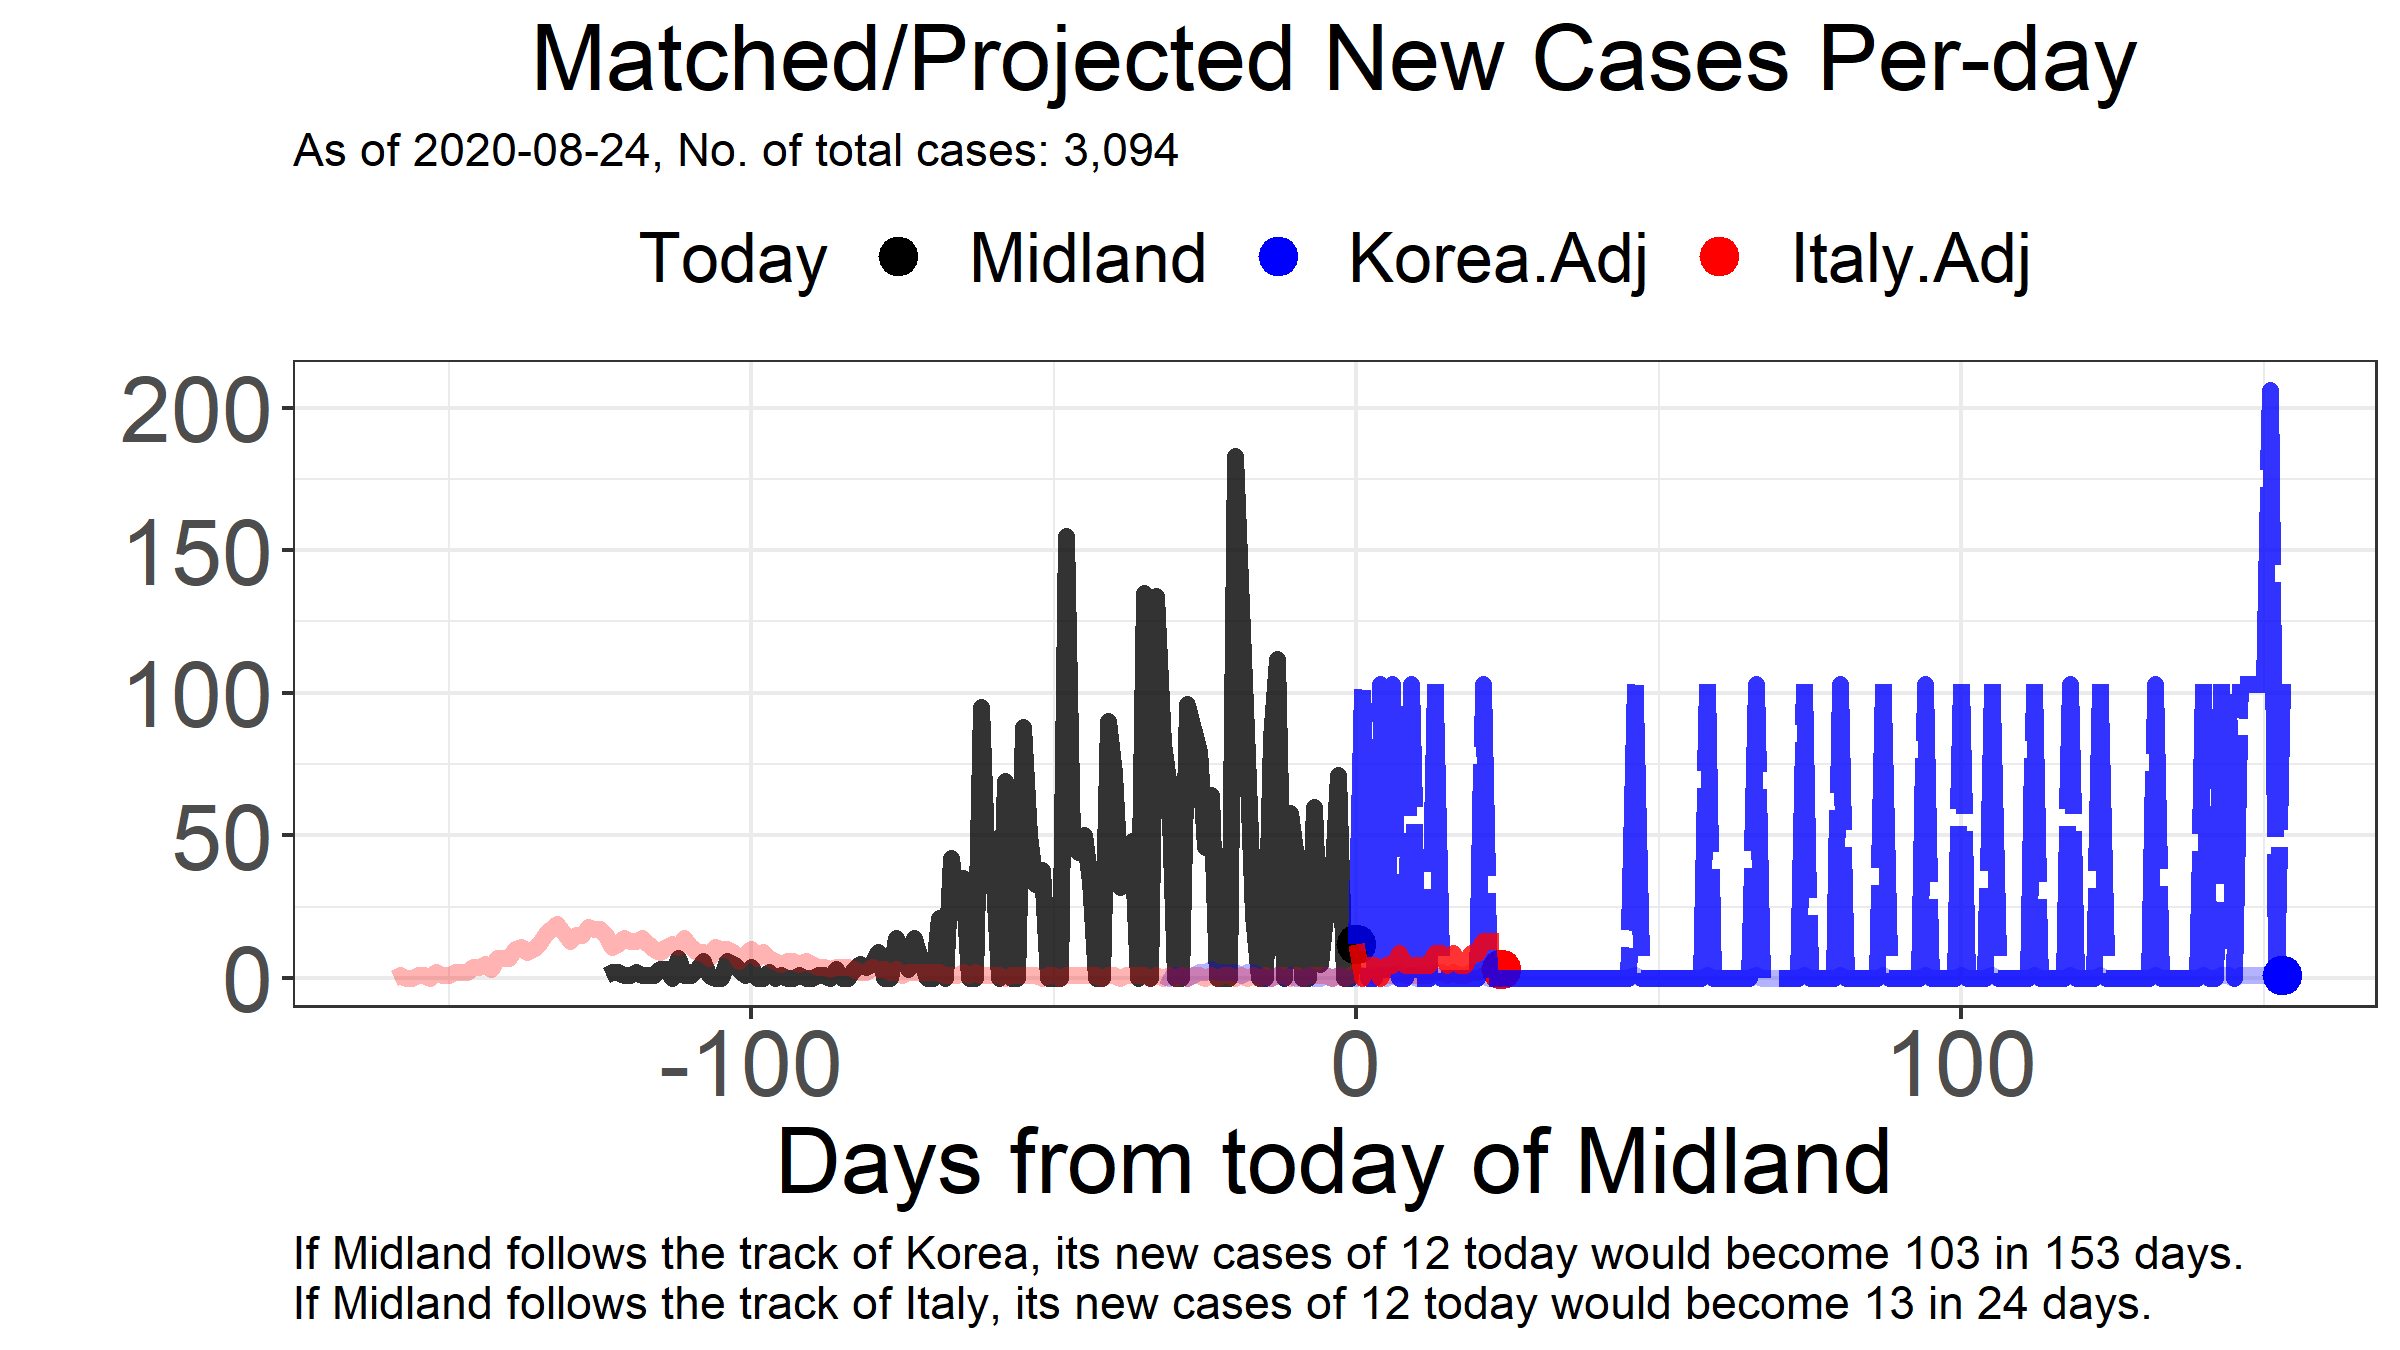 Matched/Projected New Cases Per-day
As of 2020-08-24, No. of total cases: 3,094
Today Midland Korea.Adj Italy.Adj
200
150
100
50
0
-100 0 100
Days from today of Midland
If Midland follows the track of Korea, its new cases of 12 today would become 103 in 153 days.
If Midland follows the track of Italy, its new cases of 12 today would become 13 in 24 days.